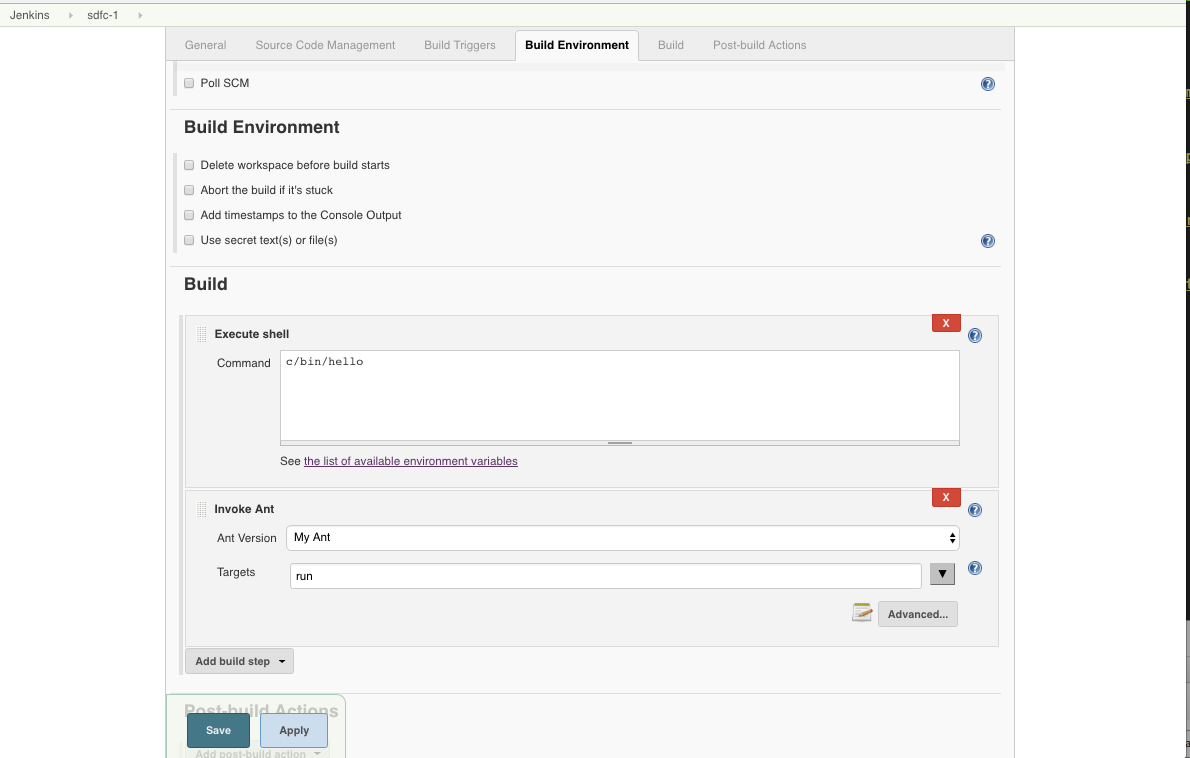 Jenkins sdfc-1
General Source Code Management Build Triggers Build Environment Build Post-build Actions
Poll SCM
Build Environment
Delete workspace before build starts
Abort the build if it's stuck
Add timestamps to the Console Output
Use secret text(s) or file(s)
Build
X
Execute shell
Command c/bin/hello
See the list of available environment variables
X
Invoke Ant
Ant Version My Ant
Targets run
Advanced...
Add build step
Post-build Actions
Save Apply
Add post-build action